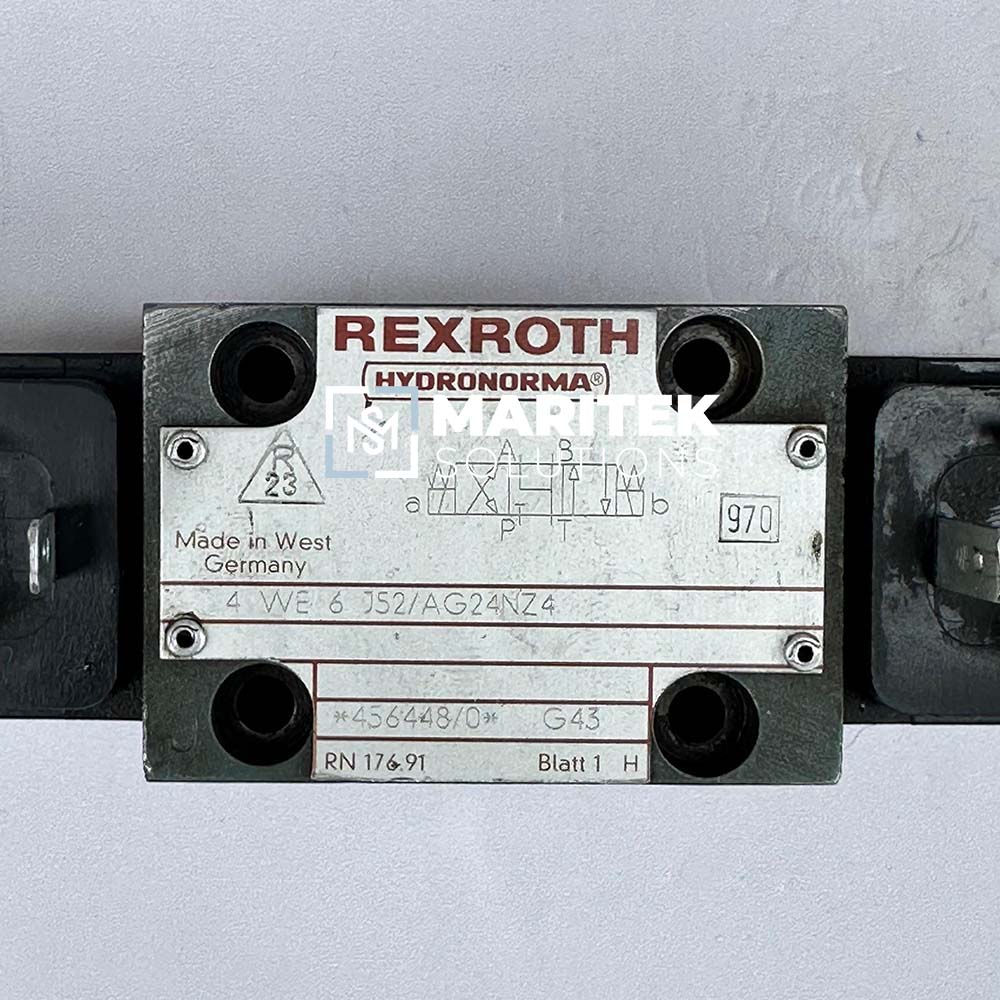 REXROTH
HYDRONORMA®
MARITEK
SOLUTIONS
R
23
A B
a b
P T
970
Made in West
Germany
4 WE 6 J52/AG24NZ4
*456448/0* G43
RN 176.91 Blatt 1 H